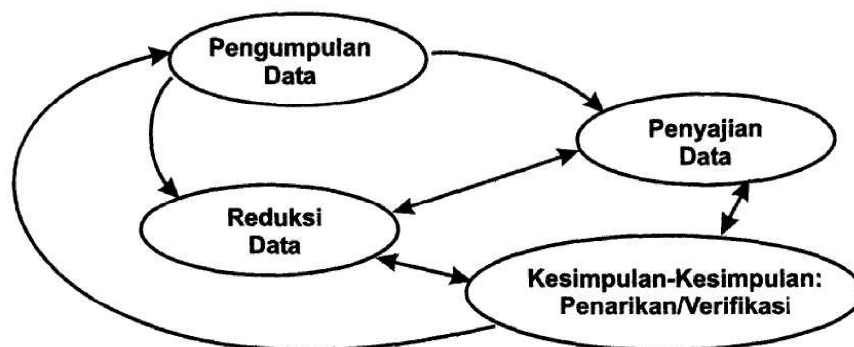 Pengumpulan
Data
Penyajian
Data
Reduksi
Data
Kesimpulan-Kesimpulan:
Penarikan/Verifikasi